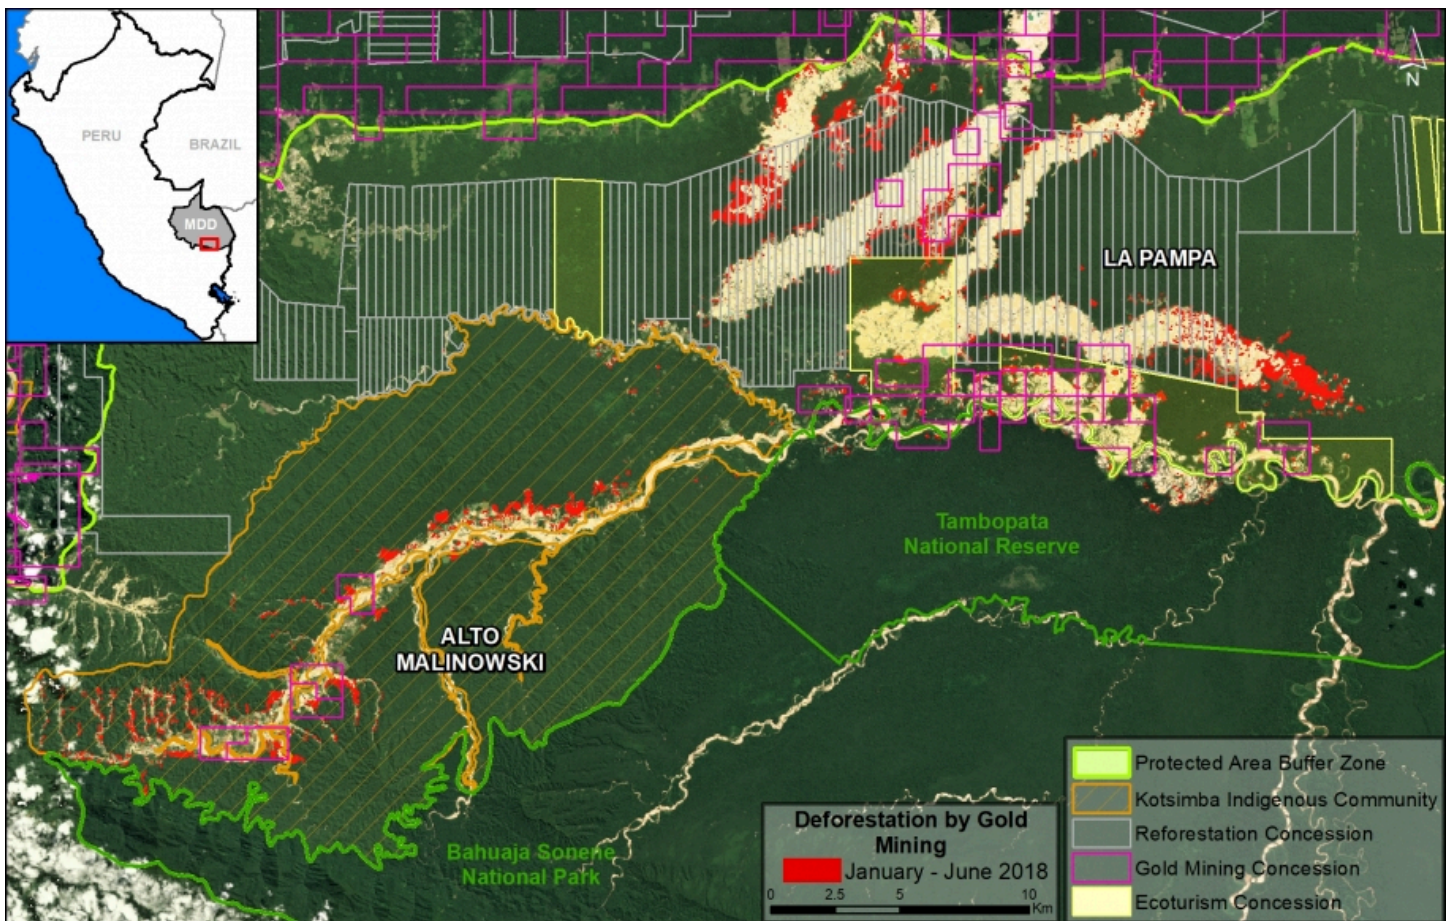 PERU
BRAZIL
MDD
N
LA PAMPA
Tambopata
National Reserve
ALTO
MALINOWSKI
Bahuaja Sonene
National Park
Deforestation by Gold
Mining
January - June 2018
0 2.5 5 10
Km
Protected Area Buffer Zone
Kotsimba Indigenous Community
Reforestation Concession
Gold Mining Concession
Ecoturism Concession